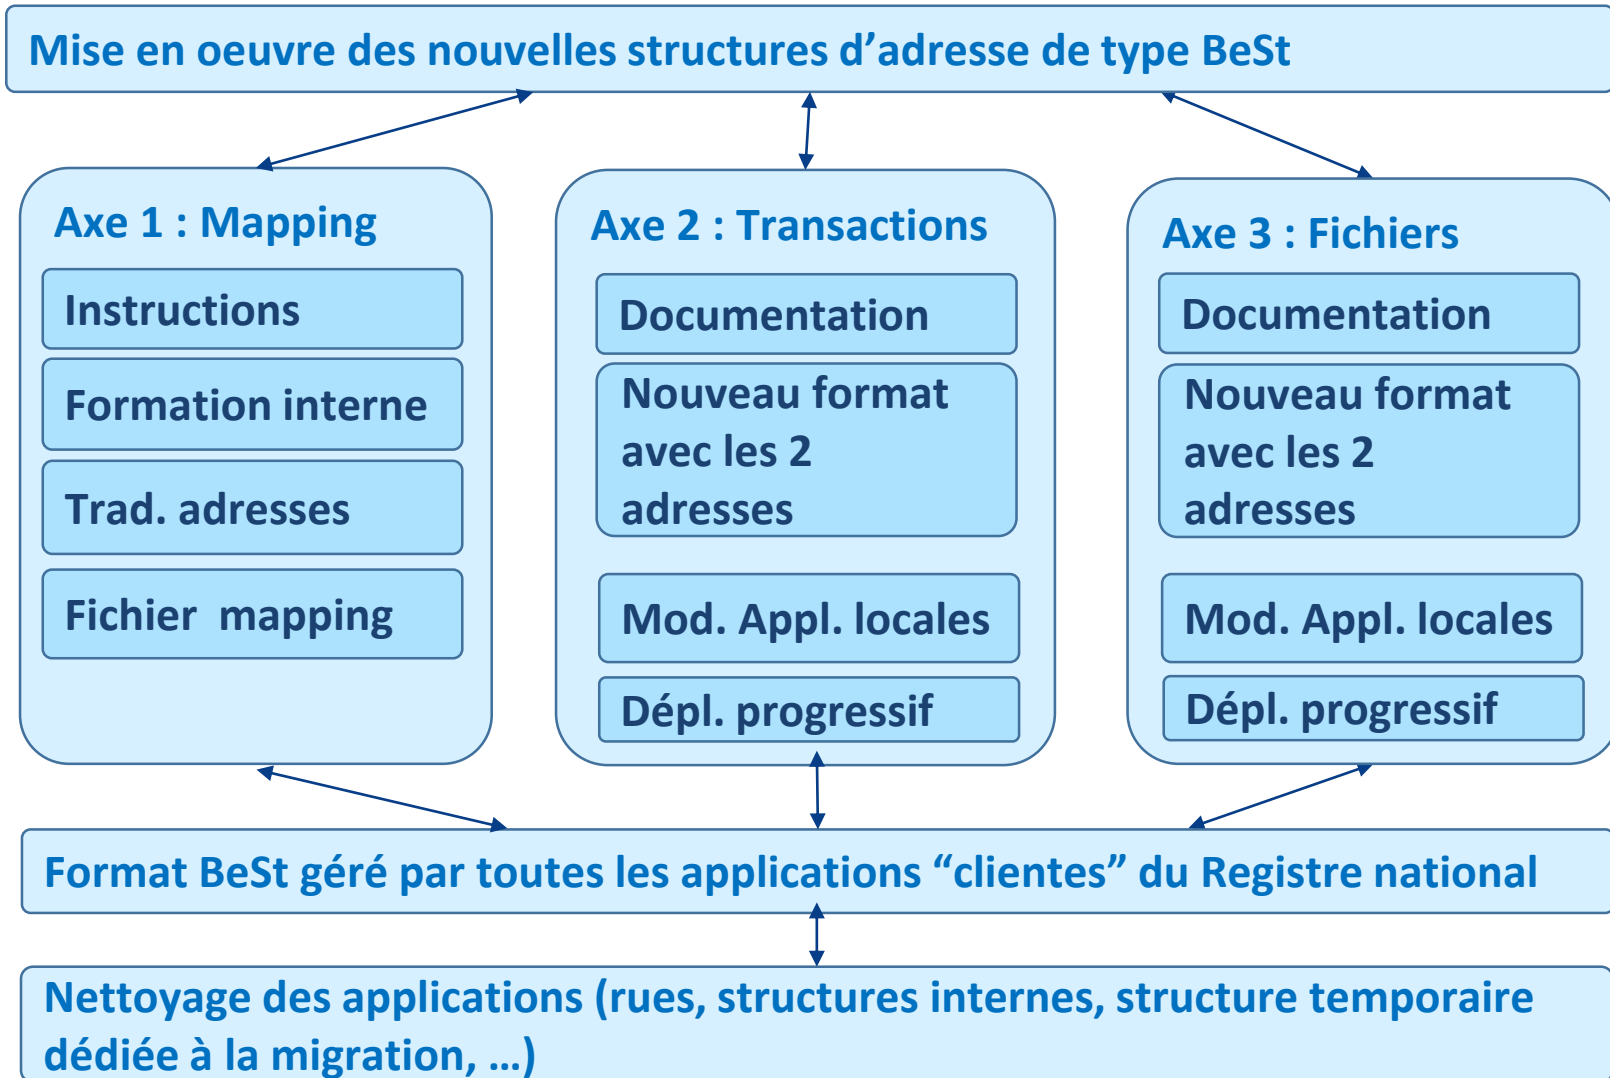 Mise en oeuvre des nouvelles structures d’adresse de type BeSt
Axe 1 : Mapping
Instructions
Formation interne
Trad. adresses
Fichier mapping
Axe 2 : Transactions
Documentation
Nouveau format
avec les 2
adresses
Mod. Appl. locales
Dépl. progressif
Axe 3 : Fichiers
Documentation
Nouveau format
avec les 2
adresses
Mod. Appl. locales
Dépl. progressif
Format BeSt géré par toutes les applications “clientes” du Registre national
Nettoyage des applications (rues, structures internes, structure temporaire
dédiée à la migration, …)